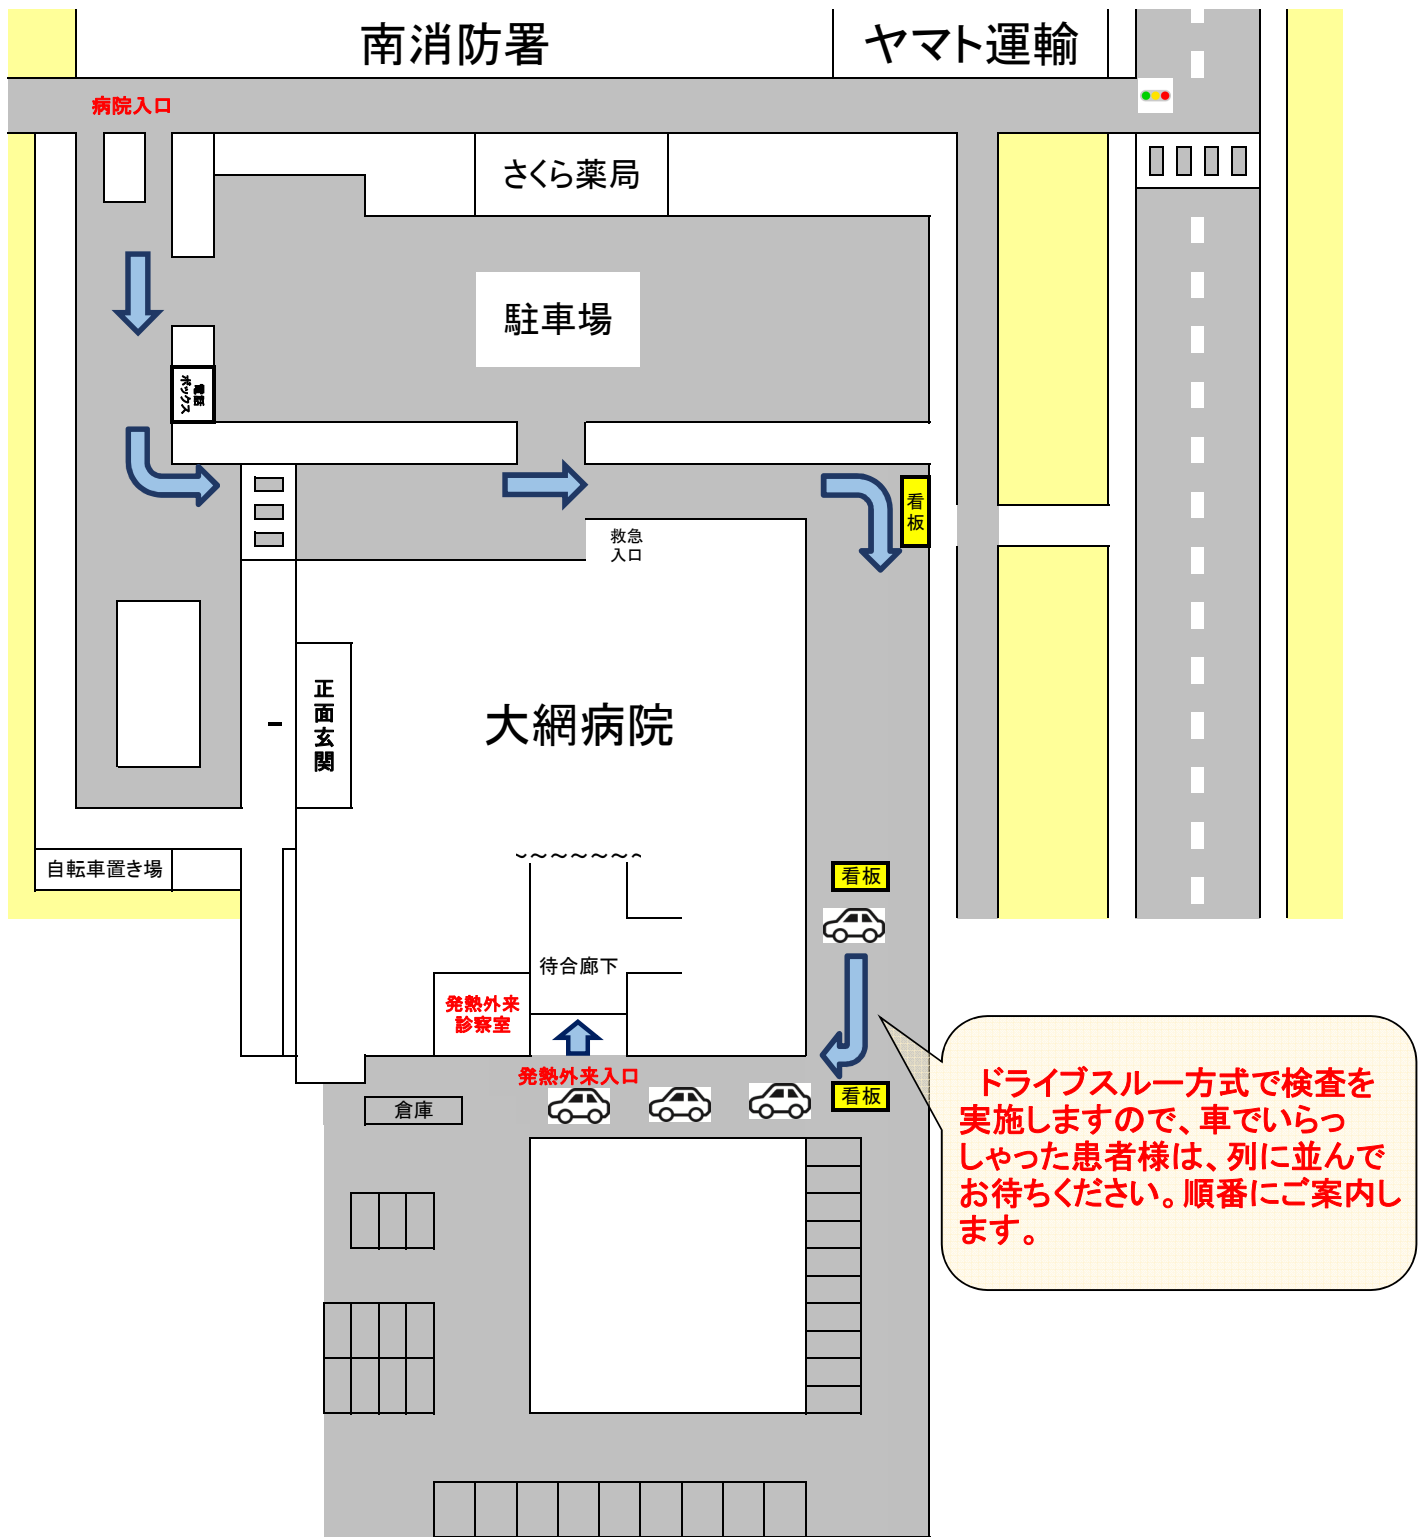 南消防署
ヤマト運輸
病院入口
さくら薬局
駐車場
電話
ボックス
看
板
救急
入口
正
面
玄
関
大網病院
自転車置き場
看板
待合廊下
発熱外来
診察室
発熱外来入口
倉庫
看板
ドライブスルー方式で検査を
実施しますので、車でいらっ
しゃった患者様は、列に並んで
お待ちください。順番にご案内し
ます。